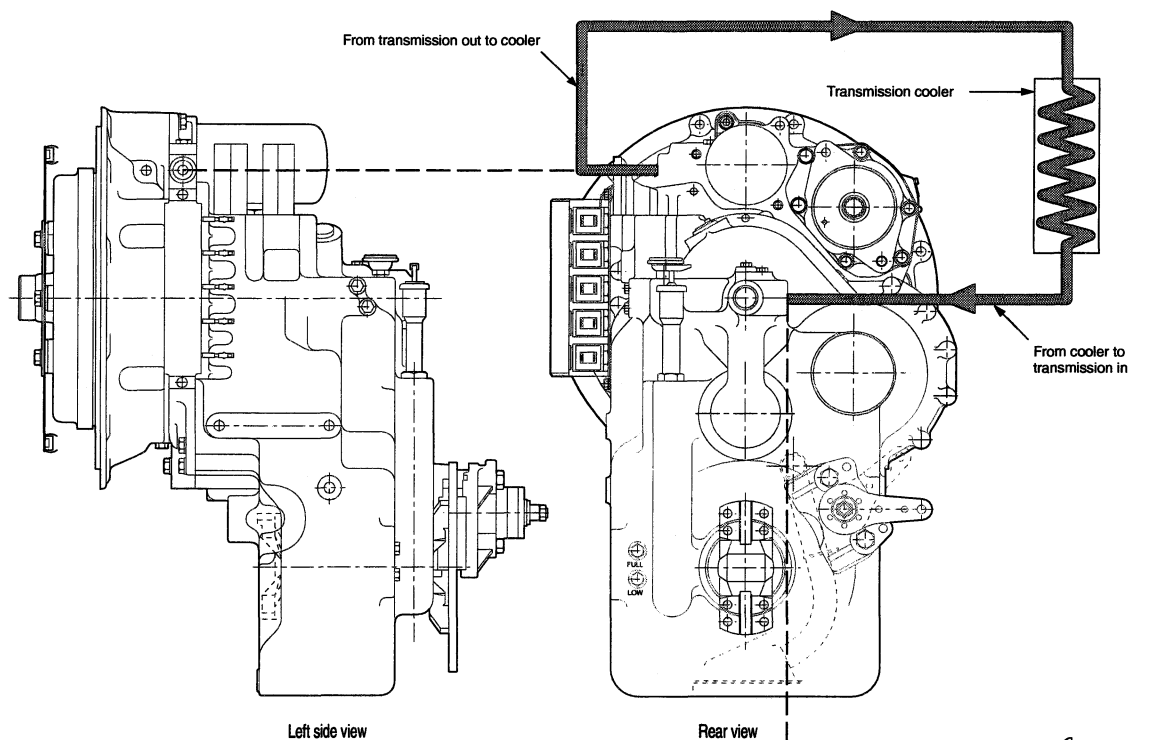 From transmission out to cooler
Transmission cooler
From cooler to
transmission in
FULL
LOW
Left side view
Rear view